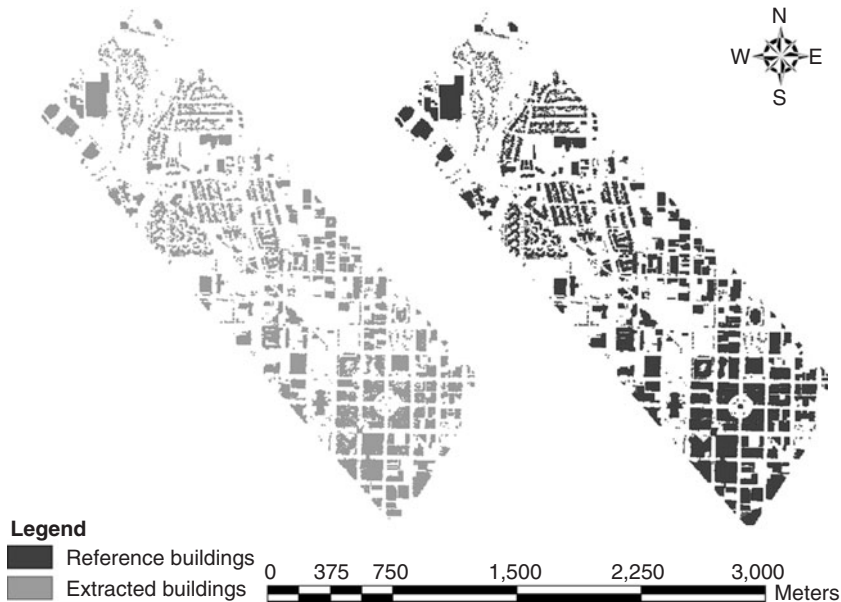 N
W E
S
Legend
Reference buildings
Extracted buildings
0 375 750 1,500 2,250 3,000
Meters